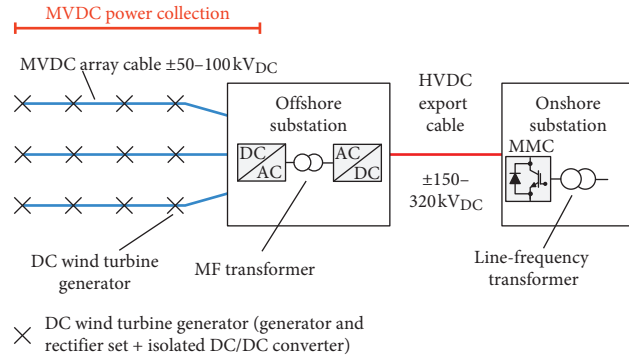 MVDC power collection
MVDC array cable ±50–100 kV_DC
Offshore
substation
DC
AC
AC
DC
HVDC
export
cable
±150–
320 kV_DC
Onshore
substation
MMC
DC wind turbine
generator
MF transformer
Line-frequency
transformer
DC wind turbine generator (generator and
rectifier set + isolated DC/DC converter)